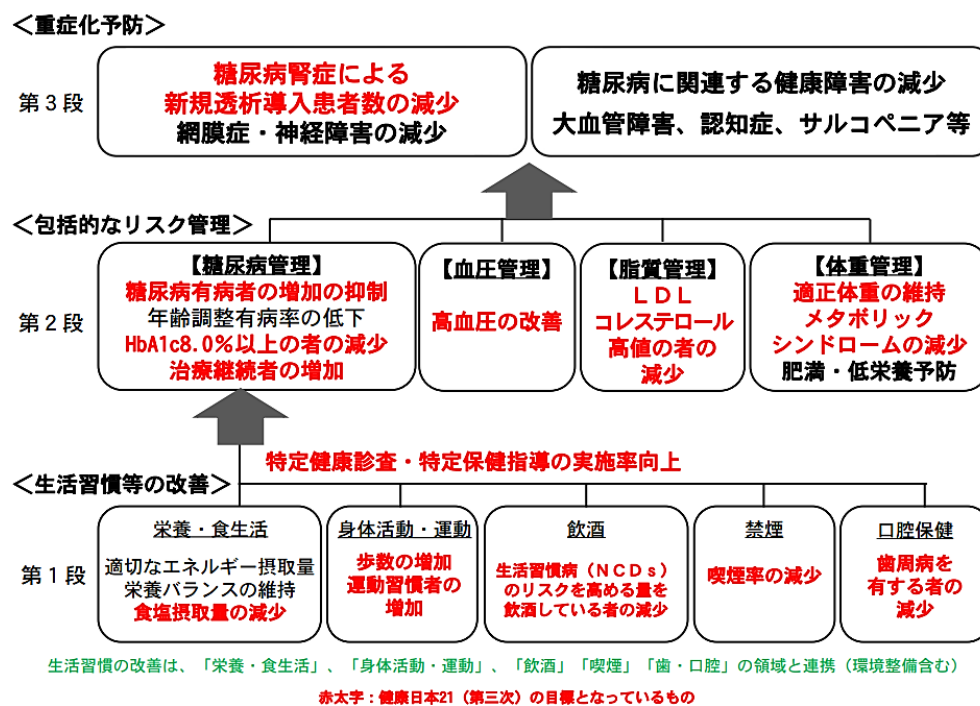 ＜重症化予防＞
第３段
糖尿病腎症による
新規透析導入患者数の減少
網膜症・神経障害の減少
糖尿病に関連する健康障害の減少
大血管障害、認知症、サルコペニア等
＜包括的なリスク管理＞
第２段
【糖尿病管理】
糖尿病有病者の増加の抑制
年齢調整有病率の低下
HbA1c8.0％以上の者の減少
治療継続者の増加
【血圧管理】
高血圧の改善
【脂質管理】
ＬＤＬ
コレステロール
高値の者の
減少
【体重管理】
適正体重の維持
メタボリック
シンドロームの減少
肥満・低栄養予防
特定健康診査・特定保健指導の実施率向上
＜生活習慣等の改善＞
第１段
栄養・食生活
適切なエネルギー摂取量
栄養バランスの維持
食塩摂取量の減少
身体活動・運動
歩数の増加
運動習慣者の
増加
飲酒
生活習慣病（ＮＣＤｓ）
のリスクを高める量を
飲酒している者の減少
禁煙
喫煙率の減少
口腔保健
歯周病を
有する者の
減少
生活習慣の改善は、「栄養・食生活」、「身体活動・運動」、「飲酒」「喫煙」「歯・口腔」の領域と連携（環境整備含む）
赤太字：健康日本21（第三次）の目標となっているもの